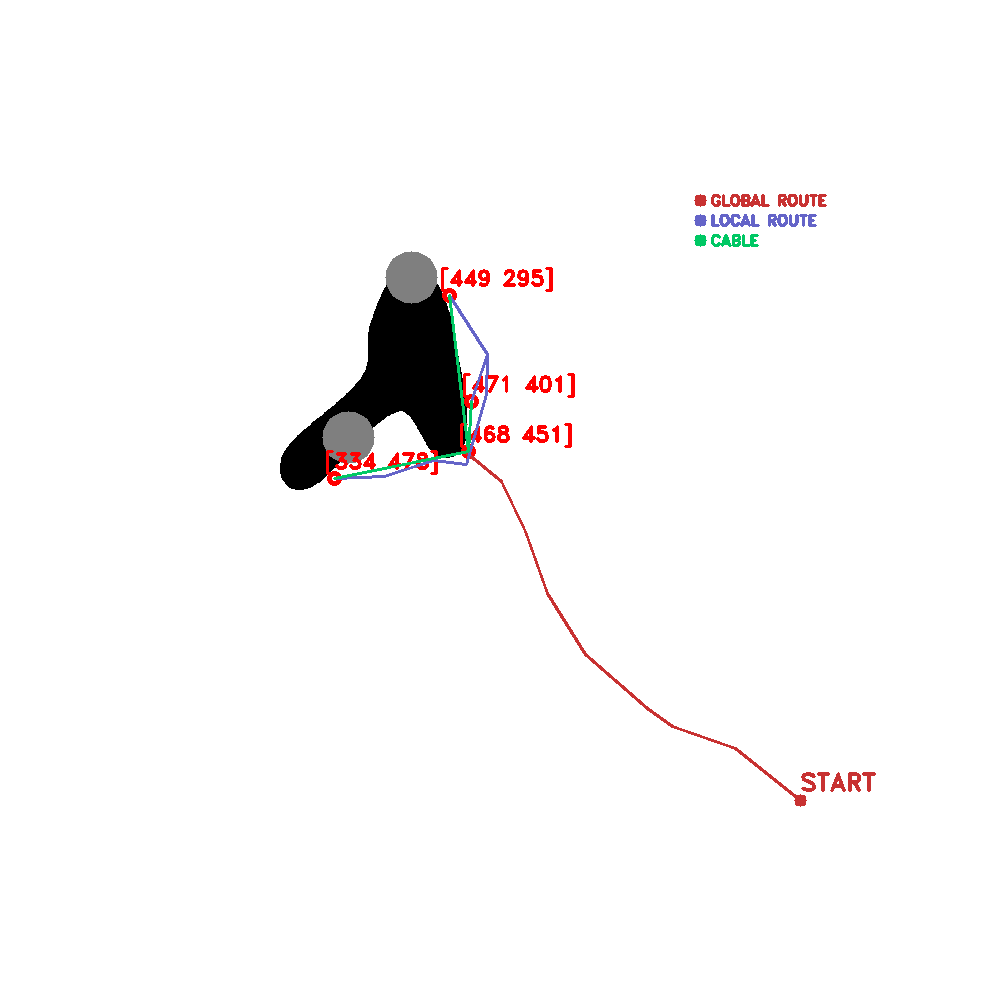 GLOBAL ROUTE
LOCAL ROUTE
CABLE
[449 295]
[471 401]
[468 451]
[334 478]
START